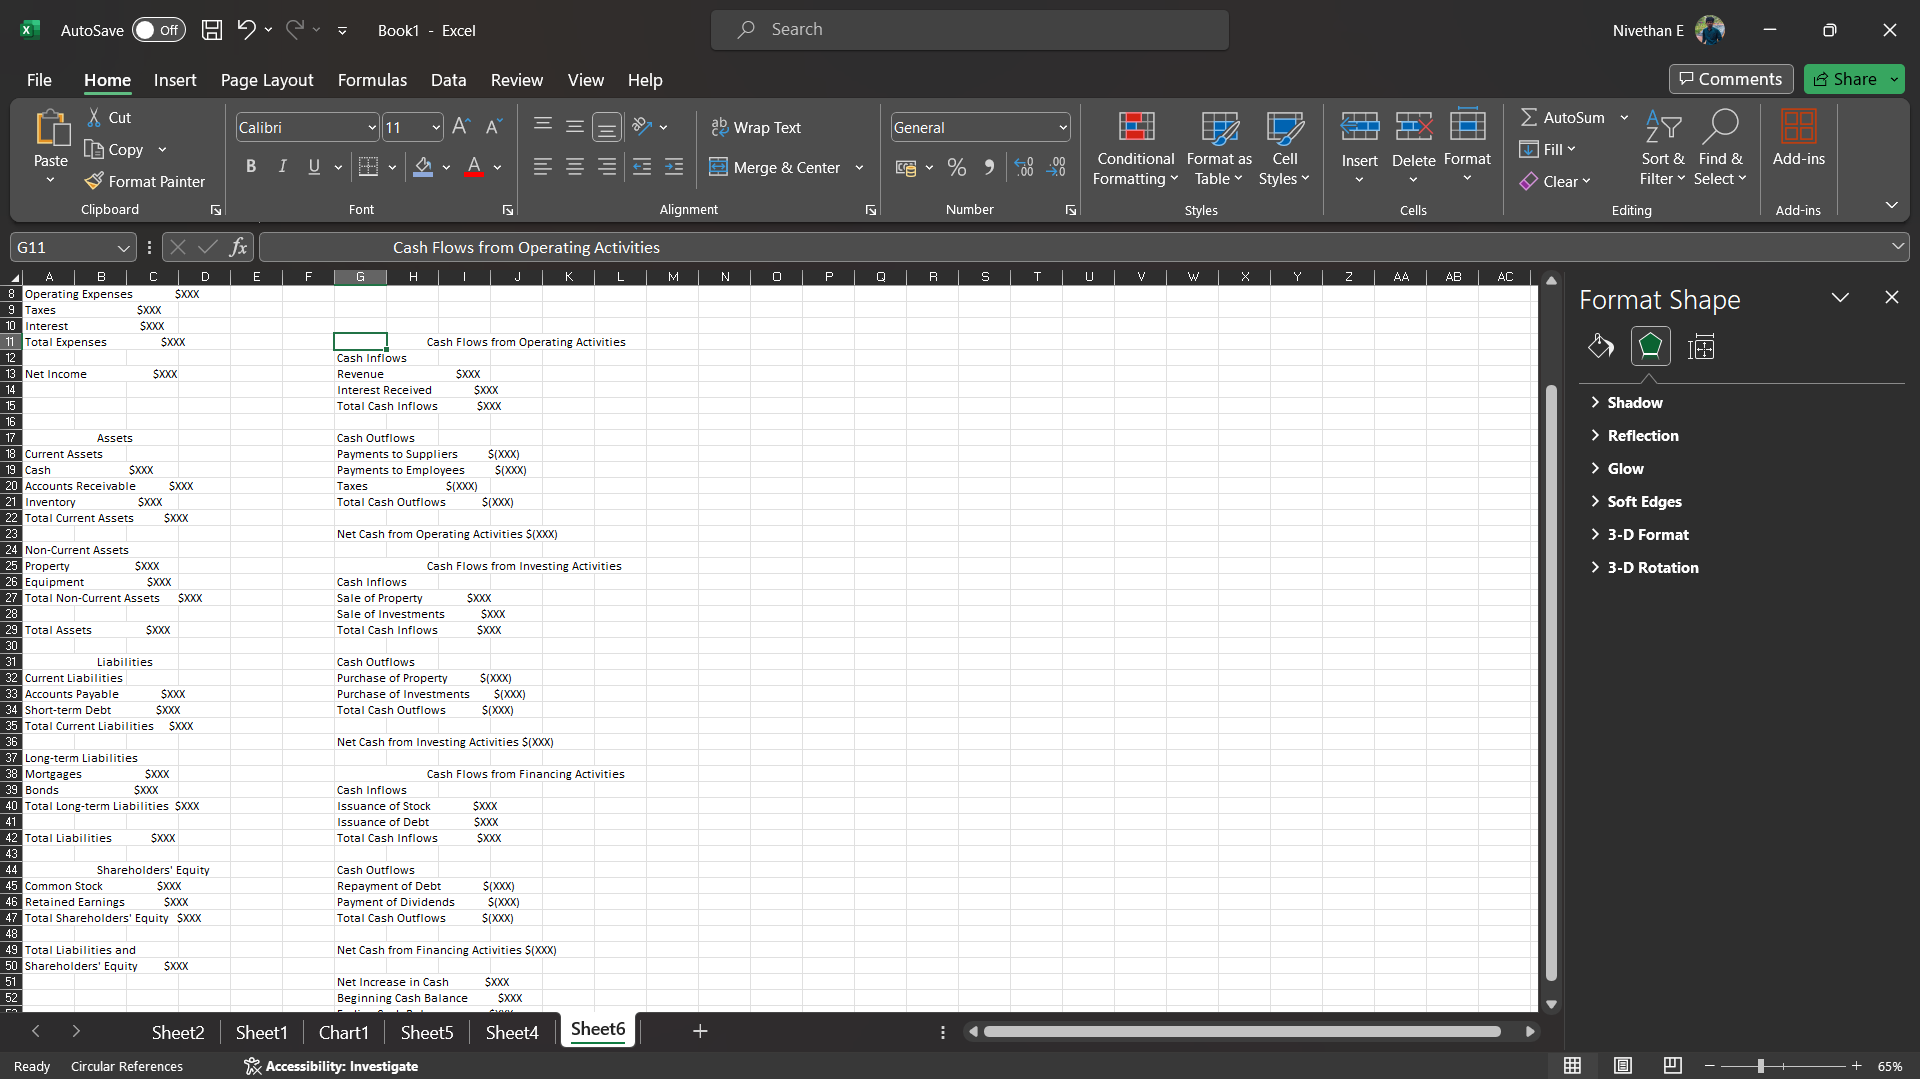 AutoSave Off Book1 - Excel Search Nivethan E
File Home Insert Page Layout Formulas Data Review View Help Comments Share
Paste Cut Copy Format Painter Clipboard
Calibri 11 B I U A Font
Wrap Text Merge & Center Alignment
General % Number
Conditional Formatting Format as Table Cell Styles Styles
Insert Delete Format Cells
AutoSum Fill Clear Sort & Filter Find & Select Editing
Add-ins Add-ins
G11 fx Cash Flows from Operating Activities
A B C D E F G H I J K L M N O P Q R S T U V W X Y Z AA AB AC
8 Operating Expenses $XXX
9 Taxes $XXX
10 Interest $XXX
11 Total Expenses $XXX Cash Flows from Operating Activities
12 Cash Inflows
13 Net Income $XXX Revenue $XXX
14 Interest Received $XXX
15 Total Cash Inflows $XXX
16
17 Assets Cash Outflows
18 Current Assets Payments to Suppliers $(XXX)
19 Cash $XXX Payments to Employees $(XXX)
20 Accounts Receivable $XXX Taxes $(XXX)
21 Inventory $XXX Total Cash Outflows $(XXX)
22 Total Current Assets $XXX
23 Net Cash from Operating Activities $(XXX)
24 Non-Current Assets
25 Property $XXX Cash Flows from Investing Activities
26 Equipment $XXX Cash Inflows
27 Total Non-Current Assets $XXX Sale of Property $XXX
28 Sale of Investments $XXX
29 Total Assets $XXX Total Cash Inflows $XXX
30
31 Liabilities Cash Outflows
32 Current Liabilities Purchase of Property $(XXX)
33 Accounts Payable $XXX Purchase of Investments $(XXX)
34 Short-term Debt $XXX Total Cash Outflows $(XXX)
35 Total Current Liabilities $XXX
36 Net Cash from Investing Activities $(XXX)
37 Long-term Liabilities
38 Mortgages $XXX Cash Flows from Financing Activities
39 Bonds $XXX Cash Inflows
40 Total Long-term Liabilities $XXX Issuance of Stock $XXX
41 Issuance of Debt $XXX
42 Total Liabilities $XXX Total Cash Inflows $XXX
43
44 Shareholders' Equity Cash Outflows
45 Common Stock $XXX Repayment of Debt $(XXX)
46 Retained Earnings $XXX Payment of Dividends $(XXX)
47 Total Shareholders' Equity $XXX Total Cash Outflows $(XXX)
48
49 Total Liabilities and Net Cash from Financing Activities $(XXX)
50 Shareholders' Equity $XXX
51 Net Increase in Cash $XXX
52 Beginning Cash Balance $XXX
Format Shape
Shadow
Reflection
Glow
Soft Edges
3-D Format
3-D Rotation
Sheet2 Sheet1 Chart1 Sheet5 Sheet4 Sheet6
Ready Circular References Accessibility: Investigate 65%